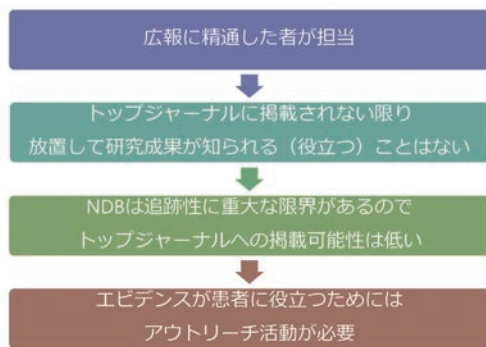 広報に精通した者が担当
トップジャーナルに掲載されない限り
放置して研究成果が知られる（役立つ）ことはない
NDBは追跡性に重大な限界があるので
トップジャーナルへの掲載可能性は低い
エビデンスが患者に役立つためには
アウトリーチ活動が必要